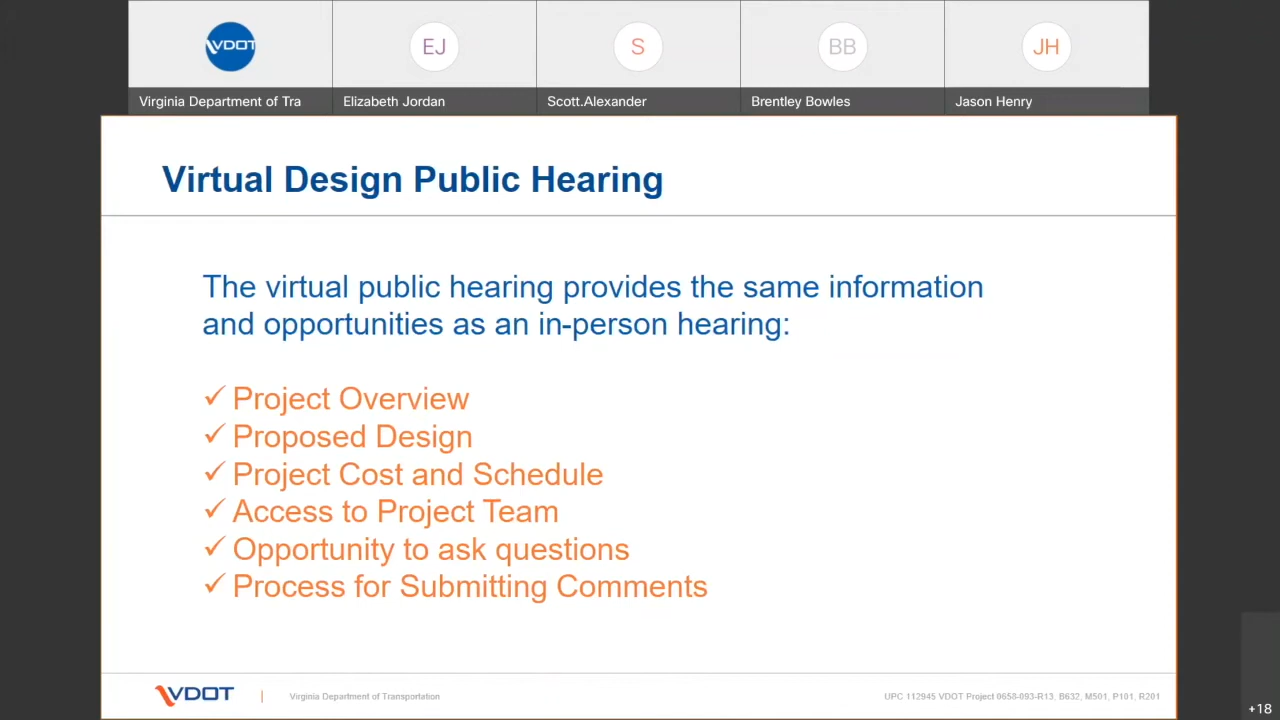 VDOT
EJ
S
BB
JH
Virginia Department of Tra
Elizabeth Jordan
Scott.Alexander
Brentley Bowles
Jason Henry
Virtual Design Public Hearing
The virtual public hearing provides the same information
and opportunities as an in-person hearing:
✓ Project Overview
✓ Proposed Design
✓ Project Cost and Schedule
✓ Access to Project Team
✓ Opportunity to ask questions
✓ Process for Submitting Comments
VDOT | Virginia Department of Transportation
UPC 112945 VDOT Project 0658-093-R13, B632, M501, P101, R201
+18